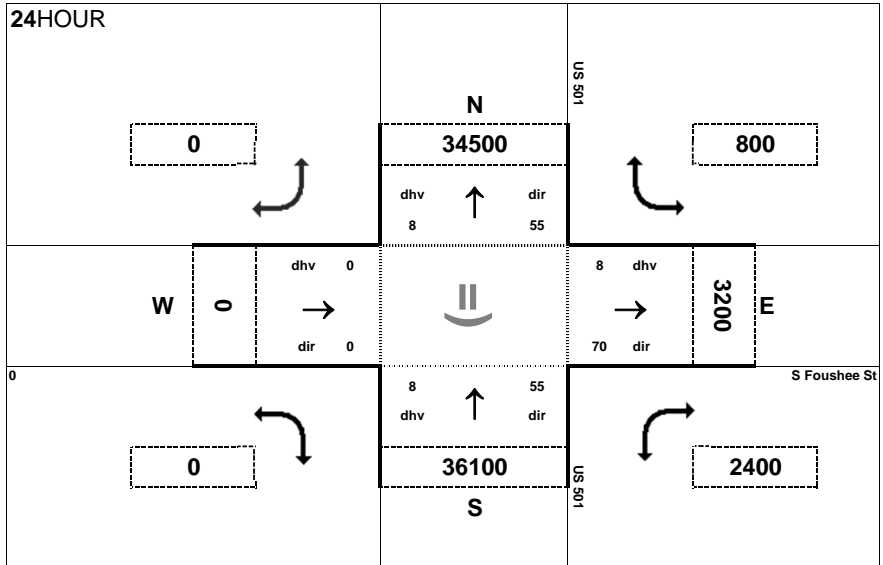 24HOUR
US 501
N
0
34500
800
dhv
dir
8
55
dhv 0
8 dhv
W
0
3200
E
dir 0
70 dir
0
S Foushee St
8
55
dhv
dir
0
36100
2400
US 501
S